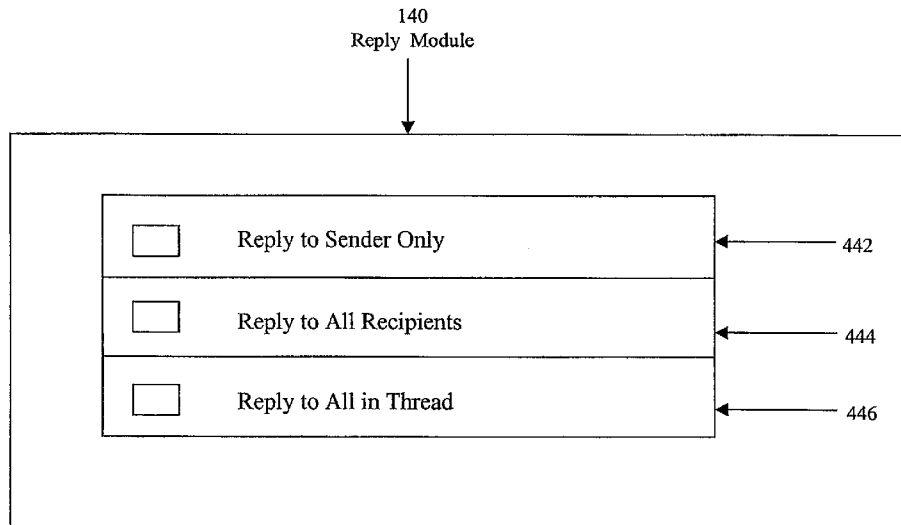 140
Reply Module
Reply to Sender Only
442
Reply to All Recipients
444
Reply to All in Thread
446